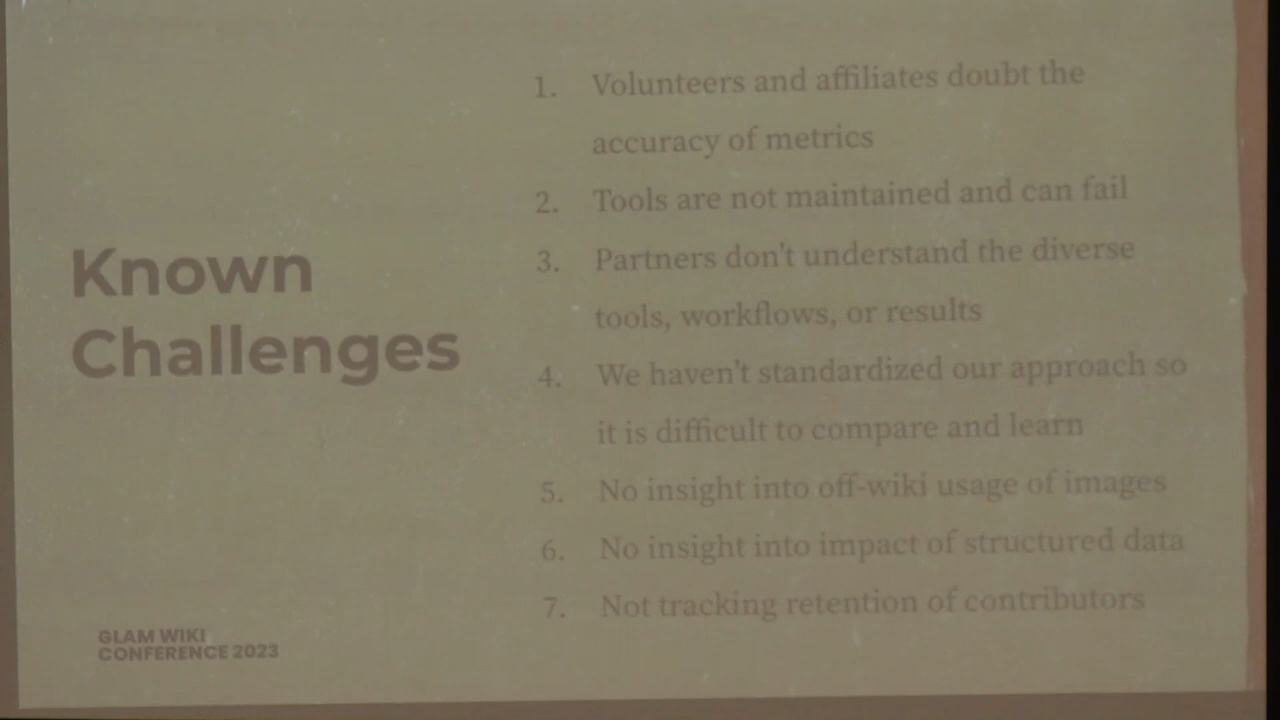 Known
Challenges
1. Volunteers and affiliates doubt the
accuracy of metrics
2. Tools are not maintained and can fail
3. Partners don't understand the diverse
tools, workflows, or results
4. We haven't standardized our approach so
it is difficult to compare and learn
5. No insight into off-wiki usage of images
6. No insight into impact of structured data
7. Not tracking retention of contributors
GLAM WIKI
CONFERENCE 2023